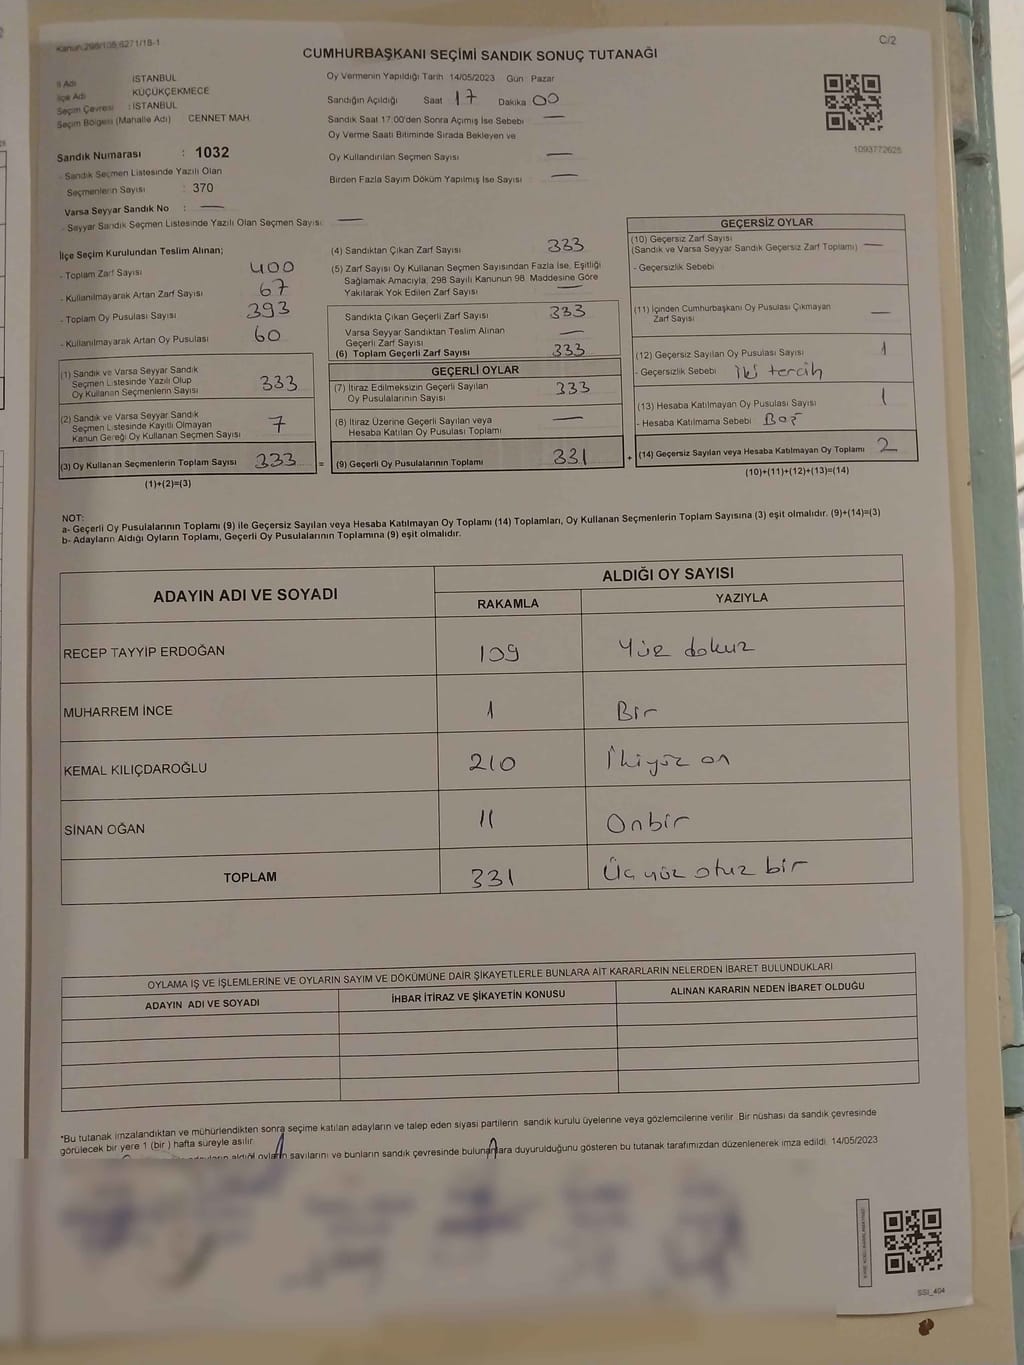 Kanun:298/105,6271/18-1
C/2
CUMHURBAŞKANI SEÇİMİ SANDIK SONUÇ TUTANAĞI
İl Adı : İSTANBUL
İlçe Adı : KÜÇÜKÇEKMECE
Seçim Çevresi : İSTANBUL
Seçim Bölgesi (Mahalle Adı) CENNET MAH.
Oy Vermenin Yapıldığı Tarih 14/05/2023 Gün : Pazar
Sandığın Açıldığı Saat 17 Dakika 00
Sandık Saat 17:00'den Sonra Açımış İse Sebebi —
Oy Verme Saati Bitiminde Sırada Bekleyen ve
Oy Kullandırılan Seçmen Sayısı —
Birden Fazla Sayım Döküm Yapılmış İse Sayısı —
1093772625
Sandık Numarası : 1032
- Sandık Seçmen Listesinde Yazılı Olan
Seçmenlerin Sayısı : 370
Varsa Seyyar Sandık No : —
- Seyyar Sandık Seçmen Listesinde Yazılı Olan Seçmen Sayısı : —
İlçe Seçim Kurulundan Teslim Alınan;
- Toplam Zarf Sayısı 400
- Kullanılmayarak Artan Zarf Sayısı 67
- Toplam Oy Pusulası Sayısı 393
- Kullanılmayarak Artan Oy Pusulası 60
(1) Sandık ve Varsa Seyyar Sandık
Seçmen Listesinde Yazılı Olup
Oy Kullanan Seçmenlerin Sayısı 333
(2) Sandık ve Varsa Seyyar Sandık
Seçmen Listesinde Kayıtlı Olmayan
Kanun Gereği Oy Kullanan Seçmen Sayısı 7
(3) Oy Kullanan Seçmenlerin Toplam Sayısı 333 =
(1)+(2)=(3)
(4) Sandıktan Çıkan Zarf Sayısı 333
(5) Zarf Sayısı Oy Kullanan Seçmen Sayısından Fazla İse, Eşitliği
Sağlamak Amacıyla, 298 Sayılı Kanunun 98. Maddesine Göre
Yakılarak Yok Edilen Zarf Sayısı —
Sandıkta Çıkan Geçerli Zarf Sayısı 333
Varsa Seyyar Sandıktan Teslim Alınan
Geçerli Zarf Sayısı —
(6) Toplam Geçerli Zarf Sayısı 333
GEÇERLİ OYLAR
(7) İtiraz Edilmeksizin Geçerli Sayılan
Oy Pusulalarının Sayısı 333
(8) İtiraz Üzerine Geçerli Sayılan veya
Hesaba Katılan Oy Pusulası Toplamı —
(9) Geçerli Oy Pusulalarının Toplamı 331 +
GEÇERSİZ OYLAR
(10) Geçersiz Zarf Sayısı
(Sandık ve Varsa Seyyar Sandık Geçersiz Zarf Toplamı) —
- Geçersizlik Sebebi
(11) İçinden Cumhurbaşkanı Oy Pusulası Çıkmayan
Zarf Sayısı —
(12) Geçersiz Sayılan Oy Pusulası Sayısı 1
- Geçersizlik Sebebi iki tercih
(13) Hesaba Katılmayan Oy Pusulası Sayısı 1
- Hesaba Katılmama Sebebi Boş
(14) Geçersiz Sayılan veya Hesaba Katılmayan Oy Toplamı 2
(10)+(11)+(12)+(13)=(14)
NOT:
a- Geçerli Oy Pusulalarının Toplamı (9) ile Geçersiz Sayılan veya Hesaba Katılmayan Oy Toplamı (14) Toplamları, Oy Kullanan Seçmenlerin Toplam Sayısına (3) eşit olmalıdır. (9)+(14)=(3)
b- Adayların Aldığı Oyların Toplamı, Geçerli Oy Pusulalarının Toplamına (9) eşit olmalıdır.
ADAYIN ADI VE SOYADI
ALDIĞI OY SAYISI
RAKAMLA YAZIYLA
RECEP TAYYİP ERDOĞAN 109 Yüz dokuz
MUHARREM İNCE 1 Bir
KEMAL KILIÇDAROĞLU 210 İkiyüz on
SİNAN OĞAN 11 Onbir
TOPLAM 331 Üçyüz otuz bir
OYLAMA İŞ VE İŞLEMLERİNE VE OYLARIN SAYIM VE DÖKÜMÜNE DAİR ŞİKAYETLERLE BUNLARA AİT KARARLARIN NELERDEN İBARET BULUNDUKLARI
ADAYIN ADI VE SOYADI İHBAR İTİRAZ VE ŞİKAYETİN KONUSU ALINAN KARARIN NEDEN İBARET OLDUĞU
*Bu tutanak imzalandıktan ve mühürlendikten sonra seçime katılan adayların ve talep eden siyasi partilerin sandık kurulu üyelerine veya gözlemcilerine verilir. Bir nüshası da sandık çevresinde
görülecek bir yere 1 (bir ) hafta süreyle asılır.
aldığı oyların sayılarını ve bunların sandık çevresinde bulunanlara duyurulduğunu gösteren bu tutanak tarafımızdan düzenlenerek imza edildi. 14/05/2023
SSI_404